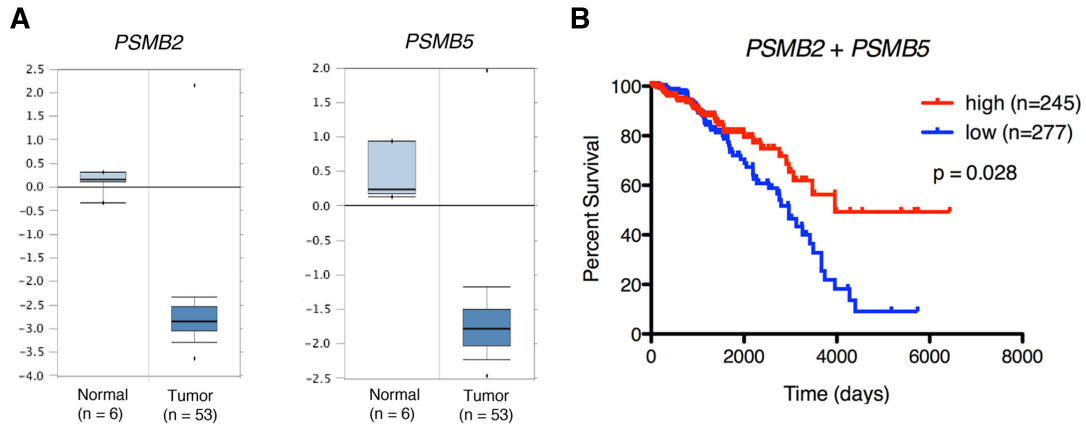 A
PSMB2
2.5
2.0
1.5
1.0
0.5
0.0
−0.5
−1.0
−1.5
−2.0
−2.5
−3.0
−3.5
−4.0
Normal
(n = 6)
Tumor
(n = 53)
PSMB5
2.0
1.5
1.0
0.5
0.0
−0.5
−1.0
−1.5
−2.0
−2.5
Normal
(n = 6)
Tumor
(n = 53)
B
PSMB2 + PSMB5
high (n=245)
low (n=277)
p = 0.028
Percent Survival
100
80
60
40
20
0
0 2000 4000 6000 8000
Time (days)